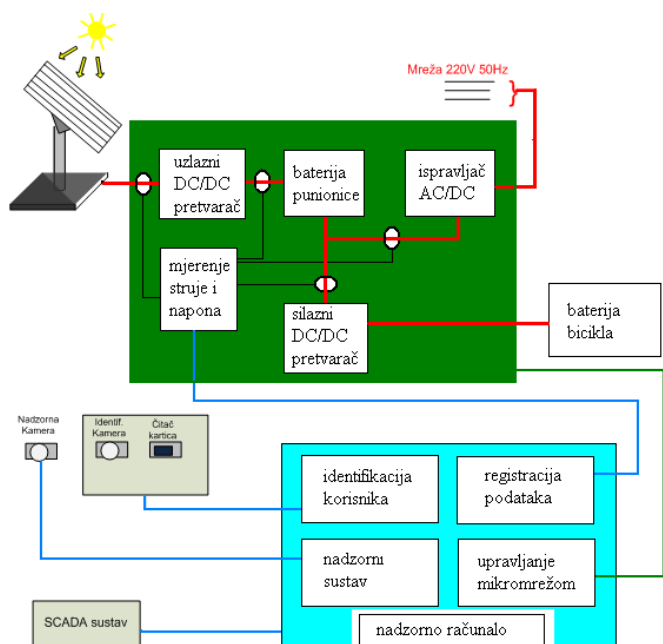 Mreža 220V 50Hz
uzlazni
DC/DC
pretvarač
baterija
punionice
ispravljač
AC/DC
mjerenje
struje i
napona
silazni
DC/DC
pretvarač
baterija
bicikla
Nadzorna
Kamera
Identif.
Kamera
Čitač
kartica
identifikacija
korisnika
registracija
podataka
nadzorni
sustav
upravljanje
mikromrežom
SCADA sustav
nadzorno računalo